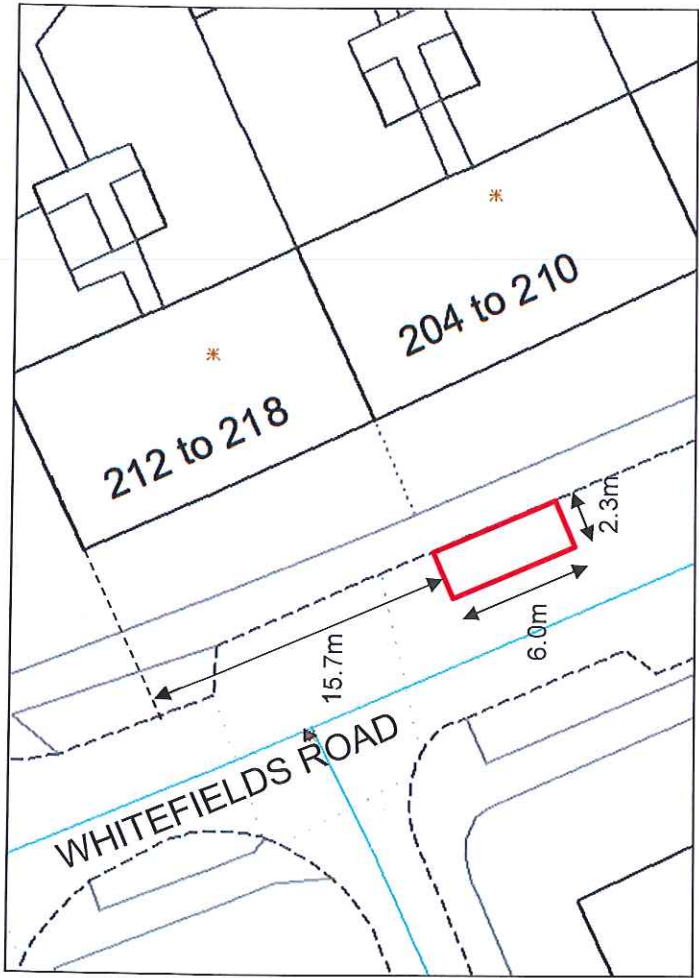 204 to 210
212 to 218
2.3m
6.0m
15.7m
WHITEFIELDS ROAD